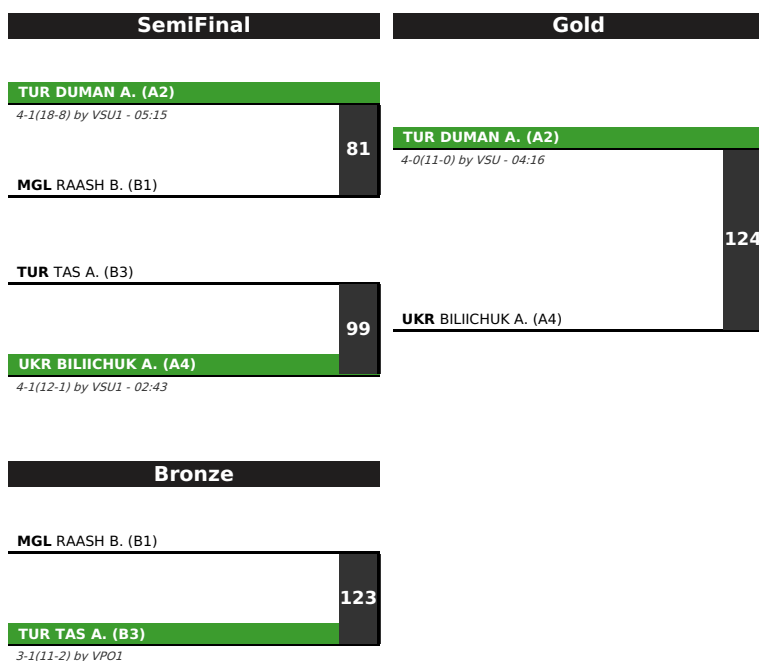 SemiFinal
TUR DUMAN A. (A2)
4-1(18-8) by VSU1 - 05:15
81
MGL RAASH B. (B1)
TUR TAS A. (B3)
99
UKR BILIICHUK A. (A4)
4-1(12-1) by VSU1 - 02:43
Gold
TUR DUMAN A. (A2)
4-0(11-0) by VSU - 04:16
124
UKR BILIICHUK A. (A4)
Bronze
MGL RAASH B. (B1)
123
TUR TAS A. (B3)
3-1(11-2) by VPO1